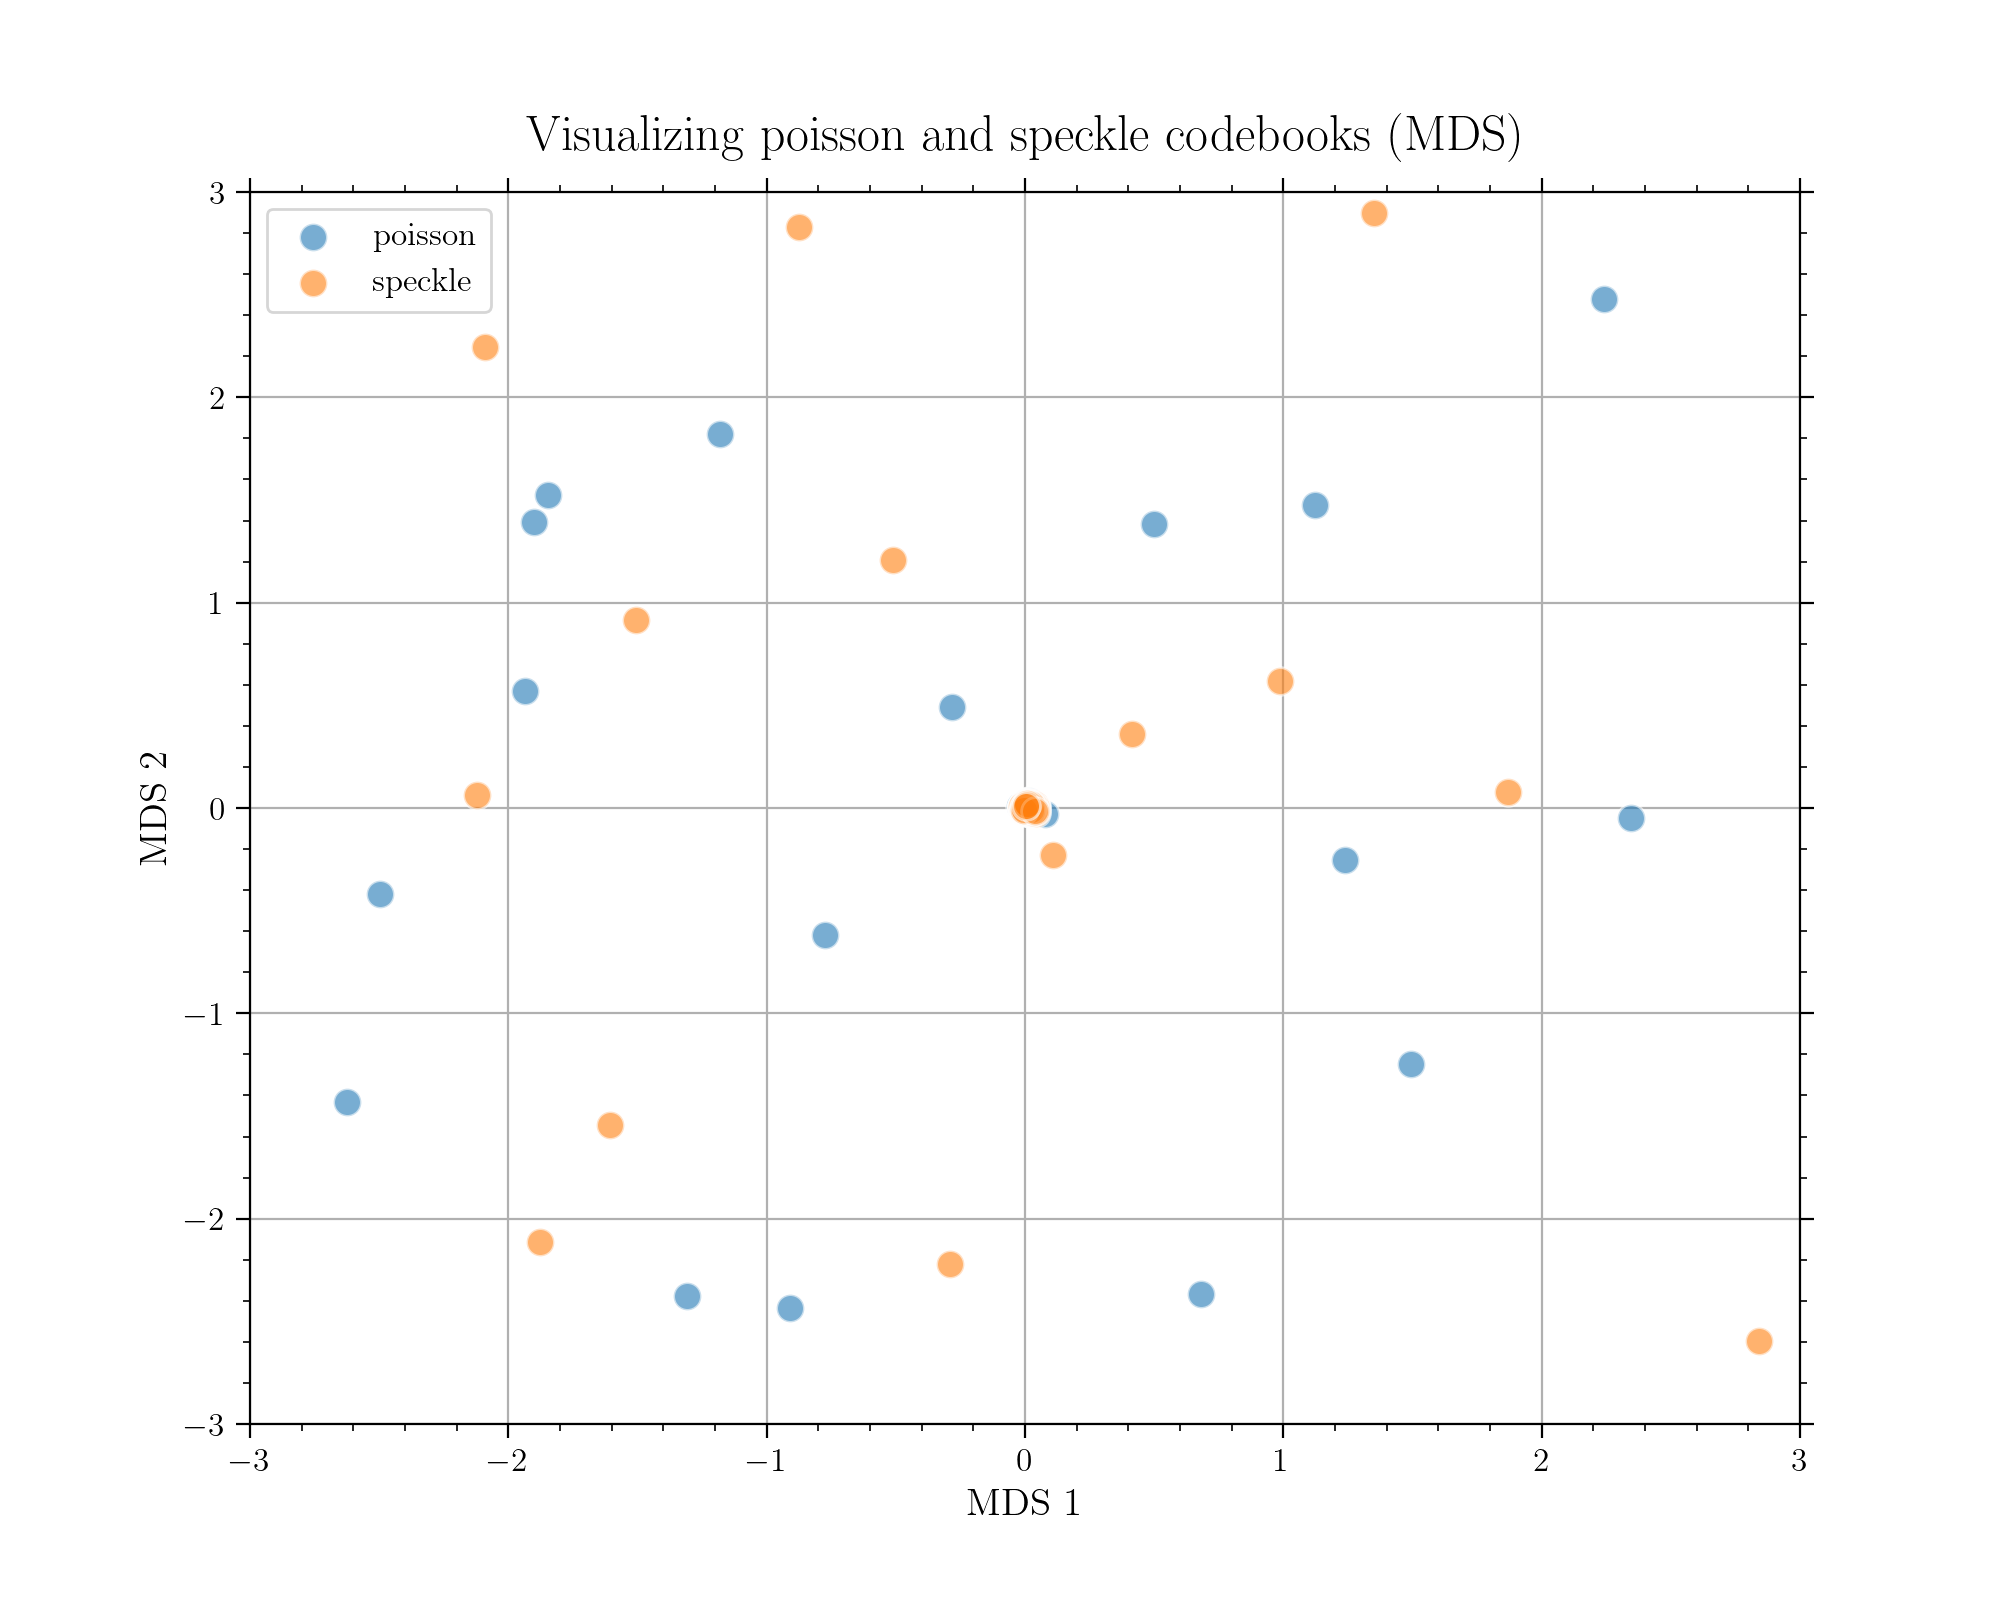 Visualizing poisson and speckle codebooks (MDS)
poisson
speckle
3
2
1
0
−1
−2
−3
MDS 2
−3 −2 −1 0 1 2 3
MDS 1